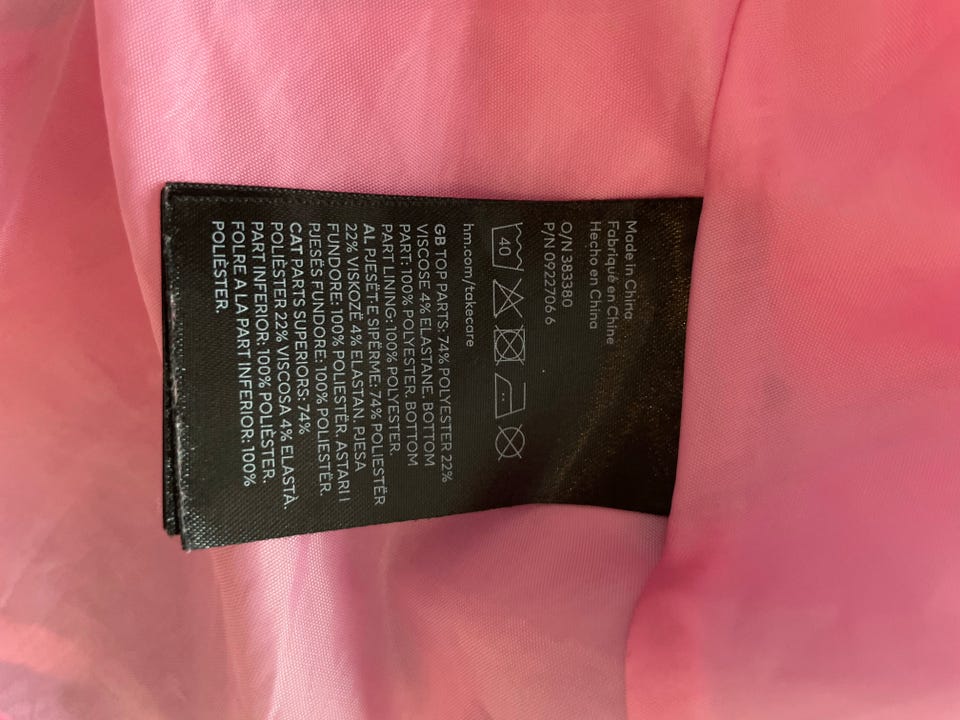 Made in China
Fabriqué en Chine
Hecho en China
O/N 383380
P/N 0922706 6
40
hm.com/takecare
GB TOP PARTS: 74% POLYESTER 22%
VISCOSE 4% ELASTANE. BOTTOM
PART: 100% POLYESTER. BOTTOM
PART LINING: 100% POLYESTER.
AL PJESËT E SIPËRME: 74% POLIESTËR
22% VISKOZË 4% ELASTAN. PJESA
FUNDORE: 100% POLIESTËR. ASTARI I
PJESËS FUNDORE: 100% POLIESTËR.
CAT PARTS SUPERIORS: 74%
POLIÈSTER 22% VISCOSA 4% ELASTÀ.
PART INFERIOR: 100% POLIÈSTER.
FOLRE A LA PART INFERIOR: 100%
POLIÈSTER.